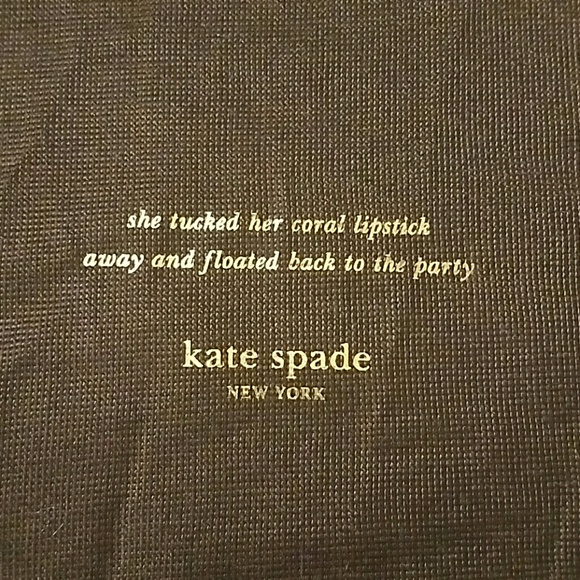 she tucked her coral lipstick
away and floated back to the party
kate spade
NEW YORK